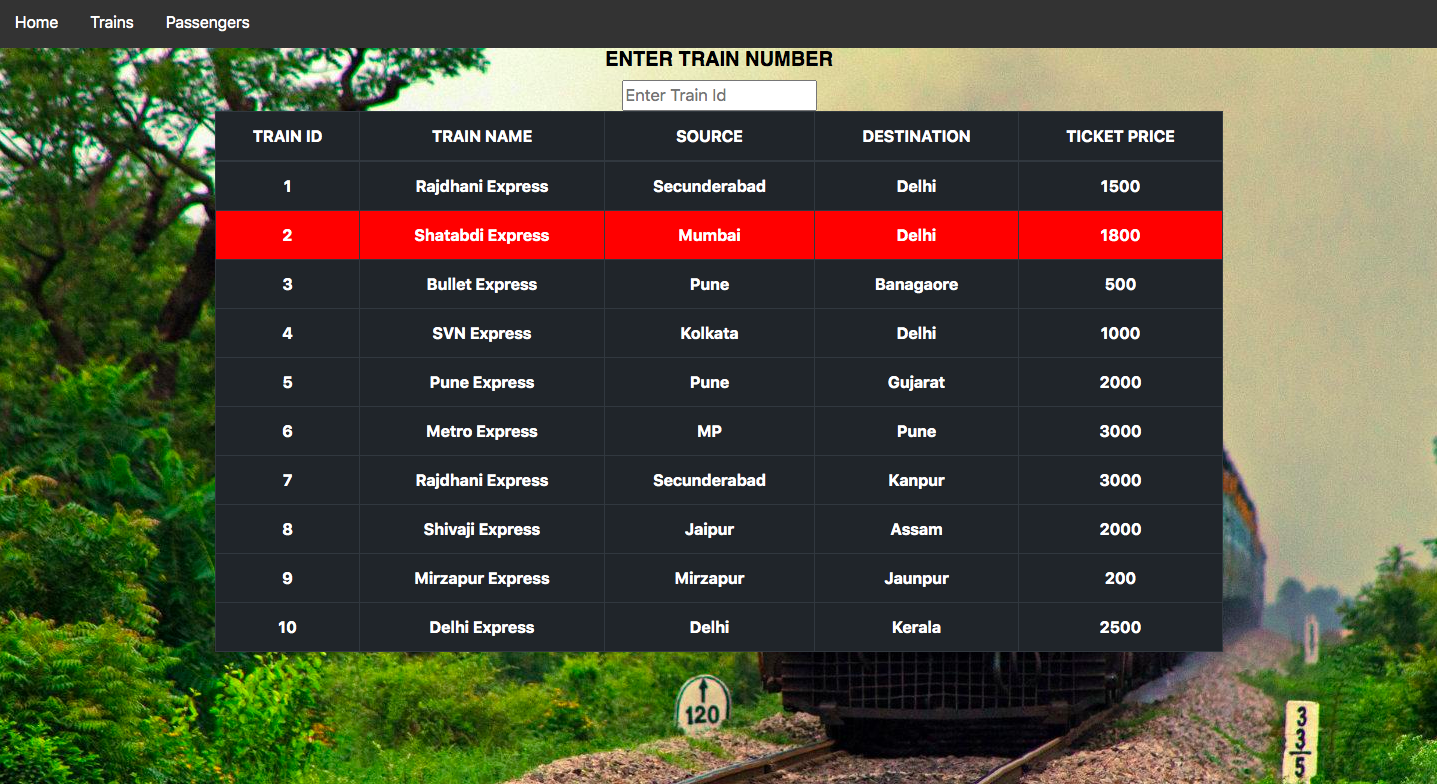 Home Trains Passengers
ENTER TRAIN NUMBER
Enter Train Id
TRAIN ID TRAIN NAME SOURCE DESTINATION TICKET PRICE
1 Rajdhani Express Secunderabad Delhi 1500
2 Shatabdi Express Mumbai Delhi 1800
3 Bullet Express Pune Banagaore 500
4 SVN Express Kolkata Delhi 1000
5 Pune Express Pune Gujarat 2000
6 Metro Express MP Pune 3000
7 Rajdhani Express Secunderabad Kanpur 3000
8 Shivaji Express Jaipur Assam 2000
9 Mirzapur Express Mirzapur Jaunpur 200
10 Delhi Express Delhi Kerala 2500
120
3
3
5